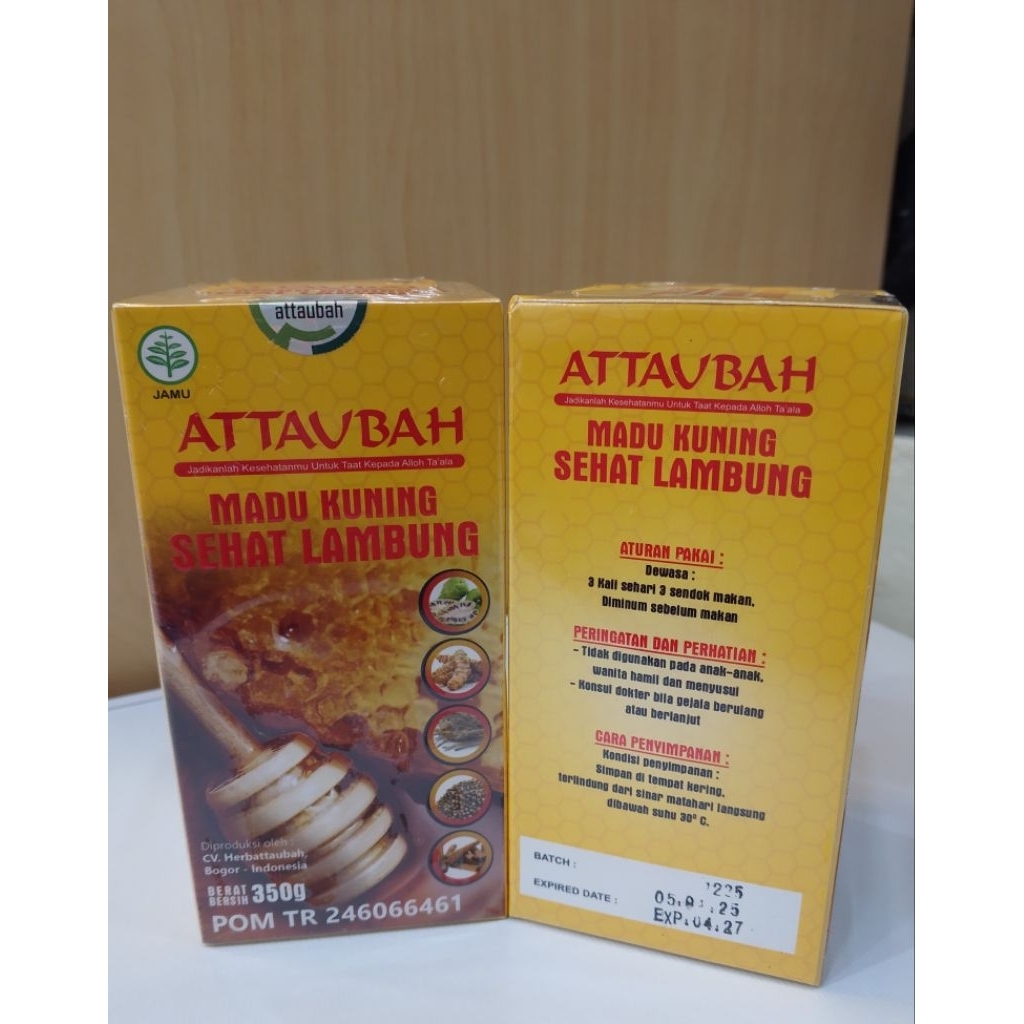 attaubah
JAMU
ATTAUBAH
Jadikanlah Kesehatanmu Untuk Taat Kepada Alloh Ta'ala
MADU KUNING
SEHAT LAMBUNG
Diproduksi oleh :
CV. Herbattaubah,
Bogor - Indonesia
BERAT BERSIH 350g
POM TR 246066461
ATTAUBAH
Jadikanlah Kesehatanmu Untuk Taat Kepada Alloh Ta'ala
MADU KUNING
SEHAT LAMBUNG
ATURAN PAKAI :
Dewasa :
3 Kali sehari 3 sendok makan,
Diminum sebelum makan
PERINGATAN DAN PERHATIAN :
- Tidak digunakan pada anak-anak,
wanita hamil dan menyusui
- Konsul dokter bila gejala berulang
atau berlanjut
CARA PENYIMPANAN :
Kondisi penyimpanan :
Simpan di tempat kering,
terlindung dari sinar matahari langsung
dibawah suhu 30° C.
BATCH :
EXPIRED DATE :
EXP.04.27